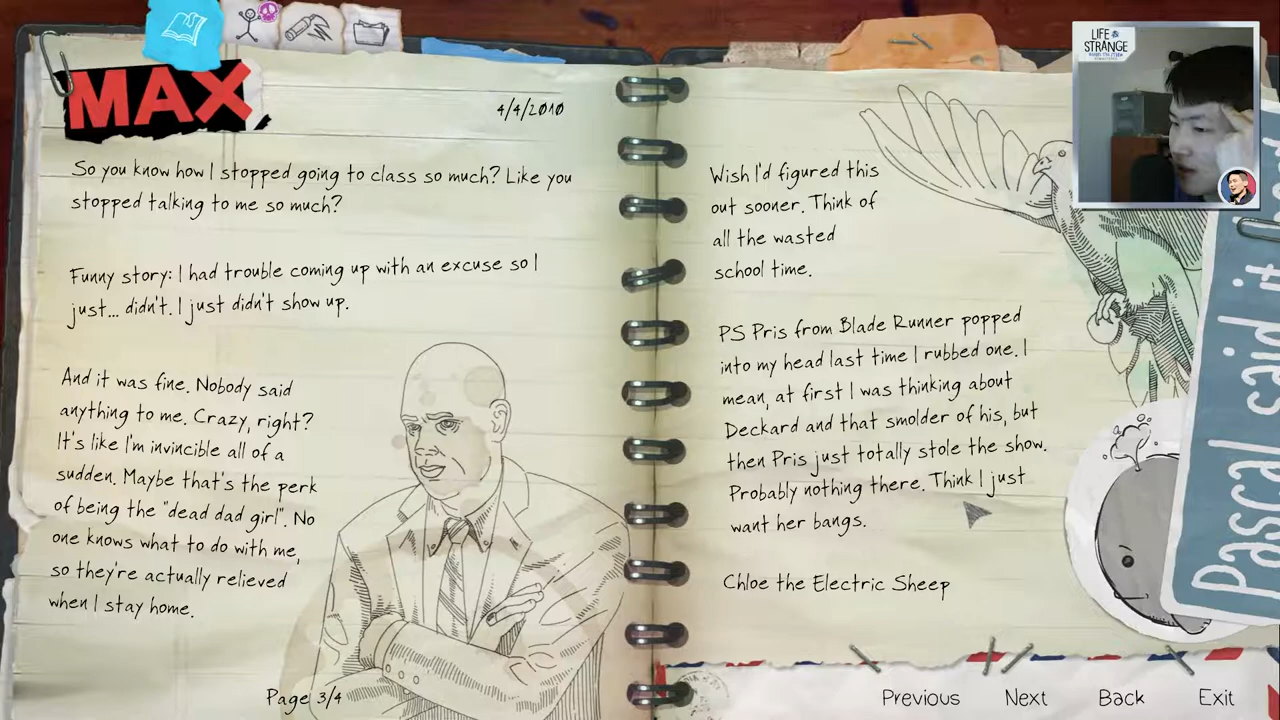 MAX
4/4/2010
So you know how I stopped going to class so much? Like you
stopped talking to me so much?
Funny story: I had trouble coming up with an excuse so I
just... didn't. I just didn't show up.
And it was fine. Nobody said
anything to me. Crazy, right?
It's like I'm invincible all of a
sudden. Maybe that's the perk
of being the "dead dad girl". No
one knows what to do with me,
so they're actually relieved
when I stay home.
Page 3/4
Wish I'd figured this
out sooner. Think of
all the wasted
school time.
PS Pris from Blade Runner popped
into my head last time I rubbed one. I
mean, at first I was thinking about
Deckard and that smolder of his, but
then Pris just totally stole the show.
Probably nothing there. Think I just
want her bangs.
Chloe the Electric Sheep
LIFE
STRANGE
Pascal said it
Previous Next Back Exit